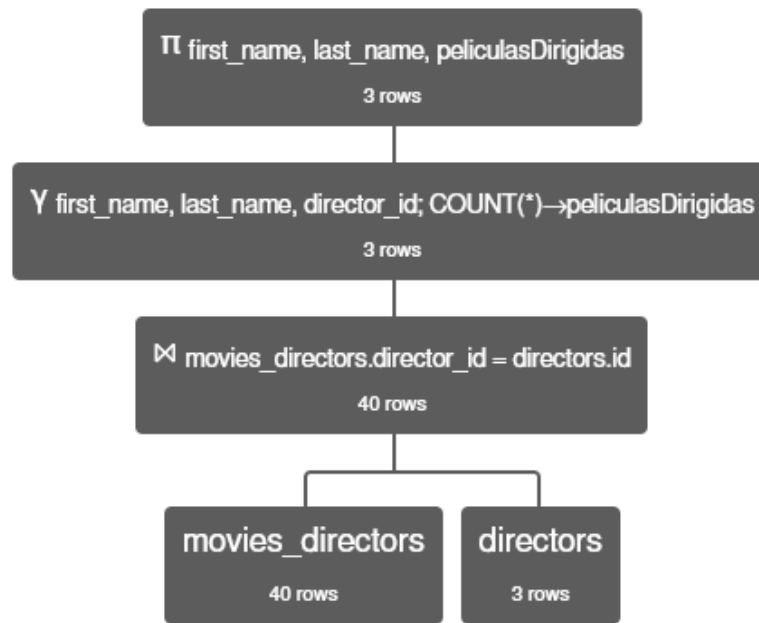 π first_name, last_name, peliculasDirigidas
3 rows
γ first_name, last_name, director_id; COUNT(*)→peliculasDirigidas
3 rows
⋈ movies_directors.director_id = directors.id
40 rows
movies_directors
40 rows
directors
3 rows